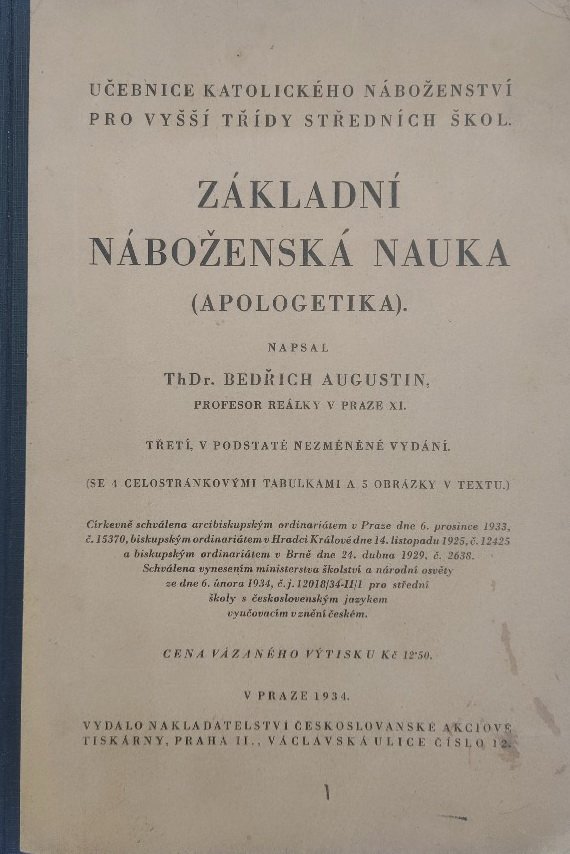 UČEBNICE KATOLICKÉHO NÁBOŽENSTVÍ
PRO VYŠŠÍ TŘÍDY STŘEDNÍCH ŠKOL.
ZÁKLADNÍ
NÁBOŽENSKÁ NAUKA
(APOLOGETIKA).
NAPSAL
ThDr. BEDŘICH AUGUSTIN,
PROFESOR REÁLKY V PRAZE XI.
TŘETÍ, V PODSTATĚ NEZMĚNĚNÉ VYDÁNÍ.
(SE 4 CELOSTRÁNKOVÝMI TABULKAMI A 5 OBRÁZKY V TEXTU.)
Církevně schválena arcibiskupským ordinariátem v Praze dne 6. prosince 1933,
č. 15370, biskupským ordinariátem v Hradci Králové dne 14. listopadu 1925, č. 12425
a biskupským ordinariátem v Brně dne 24. dubna 1929, č. 2638.
Schválena vynesením ministerstva školství a národní osvěty
ze dne 6. února 1934, č. j. 12018/34-II/1 pro střední
školy s československým jazykem
vyučovacím v znění českém.
CENA VÁZANÉHO VÝTISKU Kč 12·50.
V PRAZE 1934.
VYDALO NAKLADATELSTVÍ ČESKOSLOVANSKÉ AKCIOVÉ
TISKÁRNY, PRAHA II., VÁCLAVSKÁ ULICE ČÍSLO 12.